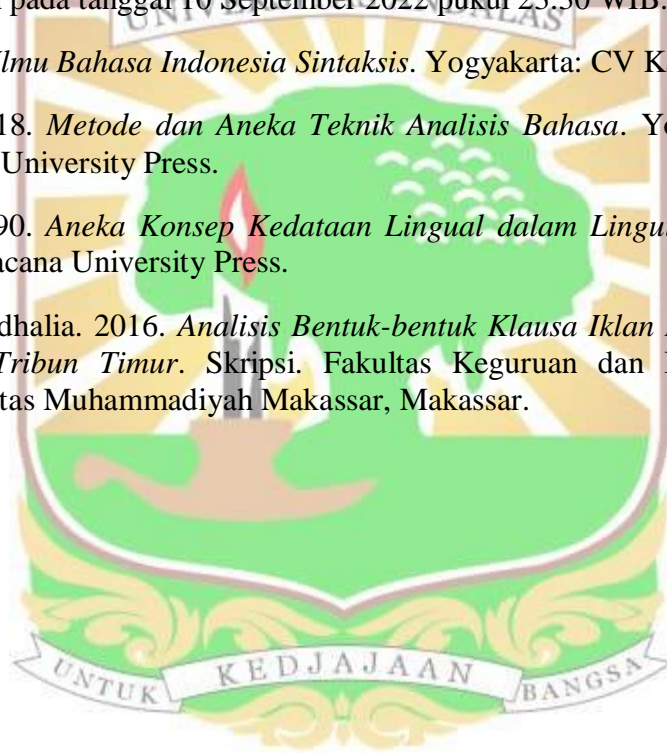 pada tanggal 10 September 2022 pukul 23.30 WIB.
UNIVERSITAS ANDALAS
Ilmu Bahasa Indonesia Sintaksis. Yogyakarta: CV K
18. Metode dan Aneka Teknik Analisis Bahasa. Yo
University Press.
90. Aneka Konsep Kedataan Lingual dalam Lingu
acana University Press.
dhalia. 2016. Analisis Bentuk-bentuk Klausa Iklan
Tribun Timur. Skripsi. Fakultas Keguruan dan
tas Muhammadiyah Makassar, Makassar.
UNTUK KEDJAJAAN BANGSA